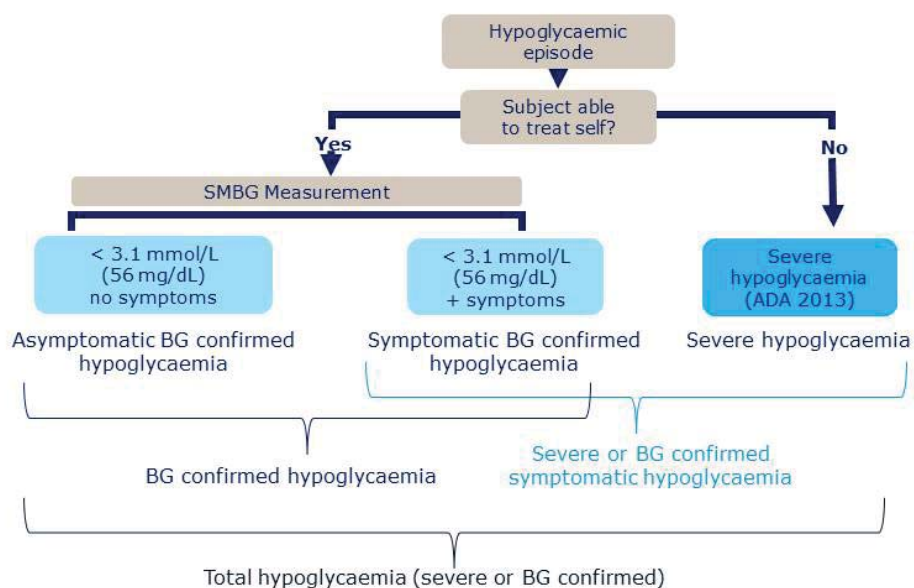 Hypoglycaemic
episode
Subject able
to treat self?
Yes
No
SMBG Measurement
< 3.1 mmol/L
(56 mg/dL)
no symptoms
< 3.1 mmol/L
(56 mg/dL)
+ symptoms
Severe
hypoglycaemia
(ADA 2013)
Asymptomatic BG confirmed
hypoglycaemia
Symptomatic BG confirmed
hypoglycaemia
Severe hypoglycaemia
BG confirmed hypoglycaemia
Severe or BG confirmed
symptomatic hypoglycaemia
Total hypoglycaemia (severe or BG confirmed)